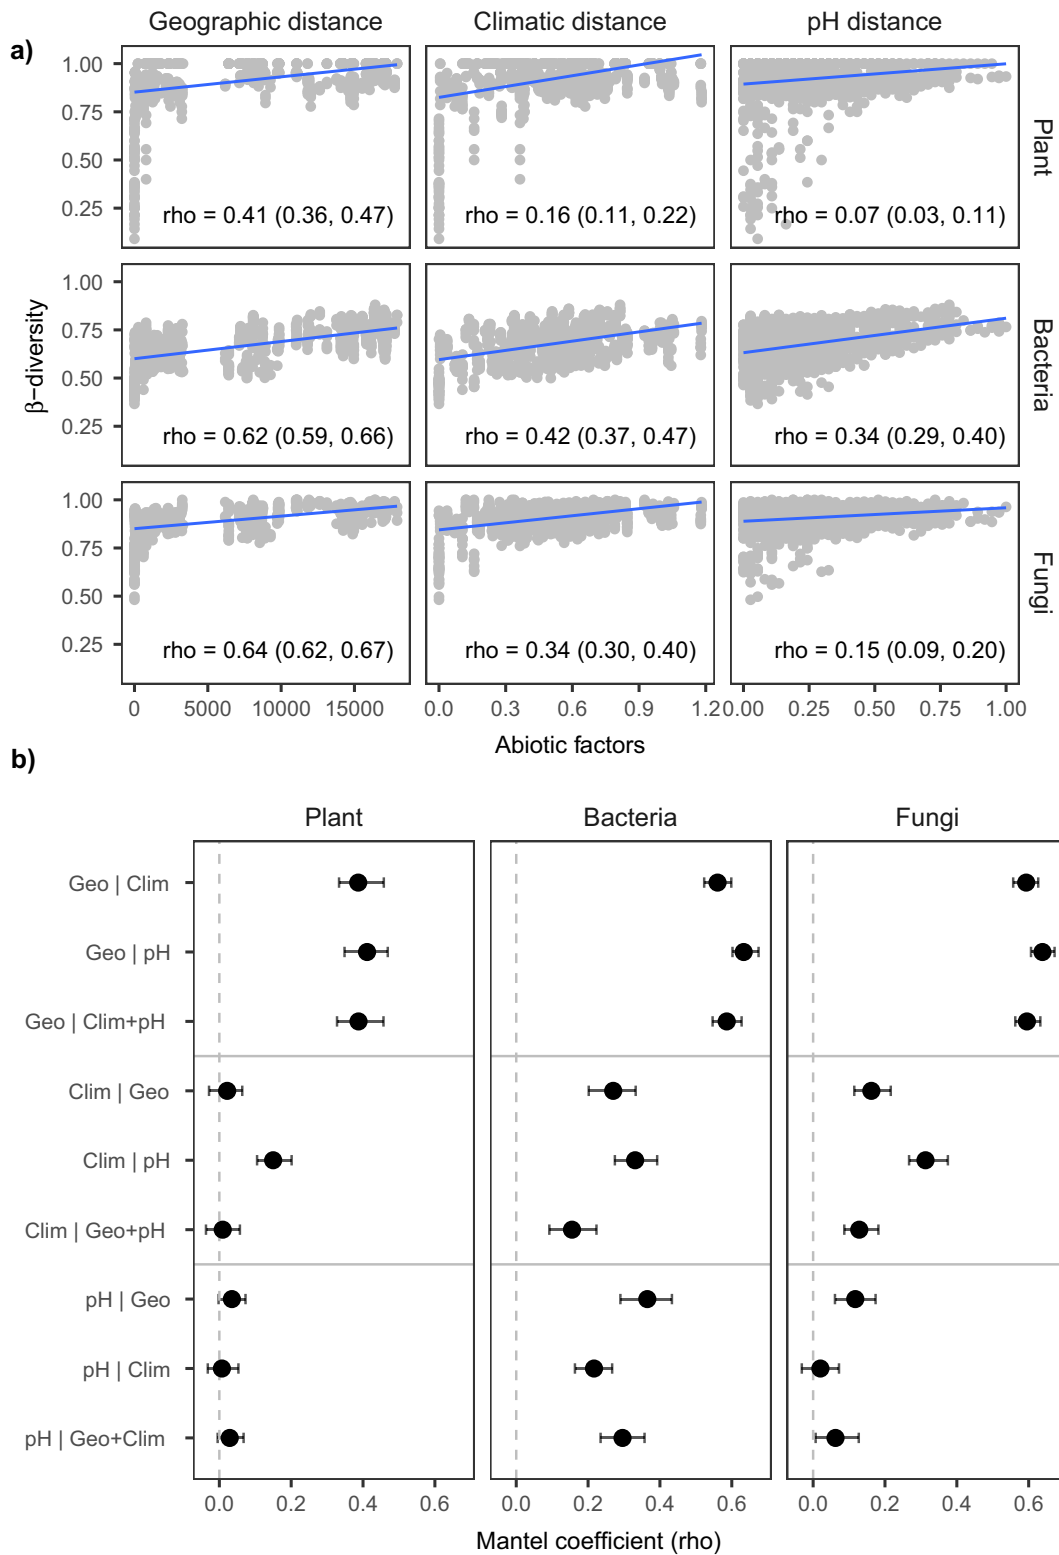 Geographic distance Climatic distance pH distance
a)
1.00
0.75
0.50
0.25
rho = 0.41 (0.36, 0.47) rho = 0.16 (0.11, 0.22) rho = 0.07 (0.03, 0.11)
Plant
1.00
0.75
0.50
0.25
rho = 0.62 (0.59, 0.66) rho = 0.42 (0.37, 0.47) rho = 0.34 (0.29, 0.40)
Bacteria
β−diversity
1.00
0.75
0.50
0.25
rho = 0.64 (0.62, 0.67) rho = 0.34 (0.30, 0.40) rho = 0.15 (0.09, 0.20)
Fungi
0 5000 10000 15000 0.0 0.3 0.6 0.9 1.2 0.00 0.25 0.50 0.75 1.00
Abiotic factors
b)
Plant Bacteria Fungi
Geo | Clim
Geo | pH
Geo | Clim+pH
Clim | Geo
Clim | pH
Clim | Geo+pH
pH | Geo
pH | Clim
pH | Geo+Clim
0.0 0.2 0.4 0.6 0.0 0.2 0.4 0.6 0.0 0.2 0.4 0.6
Mantel coefficient (rho)